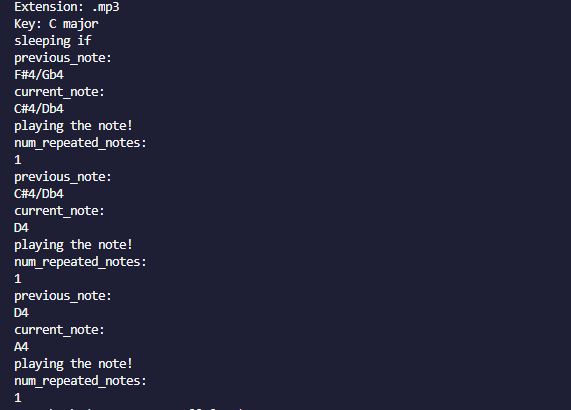 Extension: .mp3
Key: C major
sleeping if
previous_note:
F#4/Gb4
current_note:
C#4/Db4
playing the note!
num_repeated_notes:
1
previous_note:
C#4/Db4
current_note:
D4
playing the note!
num_repeated_notes:
1
previous_note:
D4
current_note:
A4
playing the note!
num_repeated_notes:
1